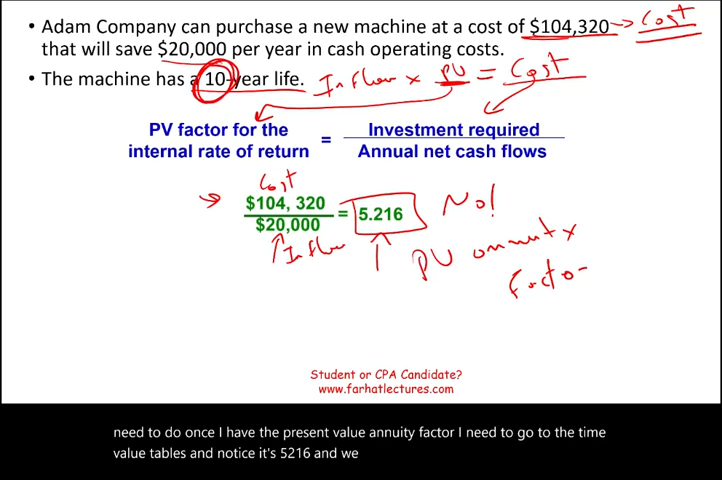 • Adam Company can purchase a new machine at a cost of $104,320 → Cost
that will save $20,000 per year in cash operating costs.
• The machine has a 10-year life. Inflow × PV = Cost
PV factor for the internal rate of return = Investment required / Annual net cash flows
Cost
$104, 320 / $20,000 = 5.216 No!
Inflow PV annuity
Factor
Student or CPA Candidate?
www.farhatlectures.com
need to do once I have the present value annuity factor I need to go to the time
value tables and notice it's 5216 and we